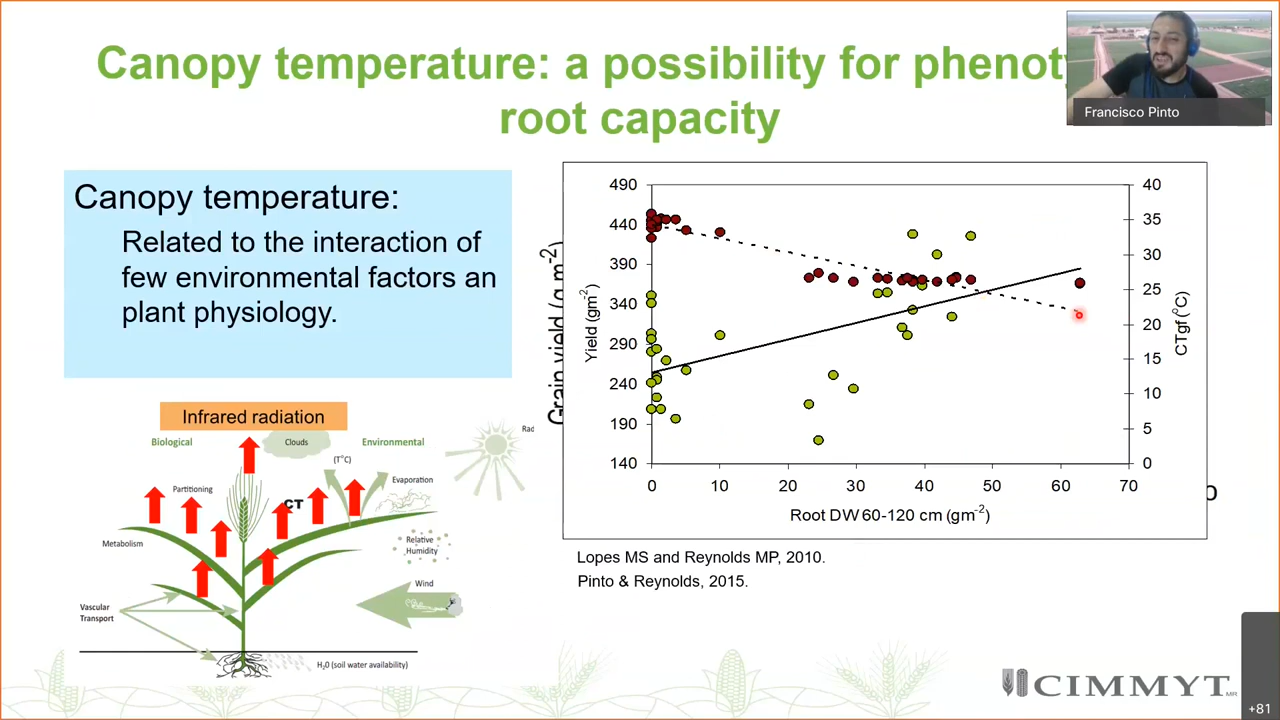 Canopy temperature: a possibility for phenoty
root capacity
Francisco Pinto
Canopy temperature:
Related to the interaction of
few environmental factors an
plant physiology.
Infrared radiation
Biological
Clouds
Environmental
Rad
(T°C)
Partitioning
CT
Evaporation
Metabolism
Relative
Humidity
Wind
Vascular
Transport
H₂0 (soil water availability)
Grain yield (g m⁻²)
Yield (gm⁻²)
490
440
390
340
290
240
190
140
40
35
30
25
20
15
10
5
0
CTgf (°C)
0 10 20 30 40 50 60 70
Root DW 60-120 cm (gm⁻²)
Lopes MS and Reynolds MP, 2010.
Pinto & Reynolds, 2015.
CIMMYT MR
+81